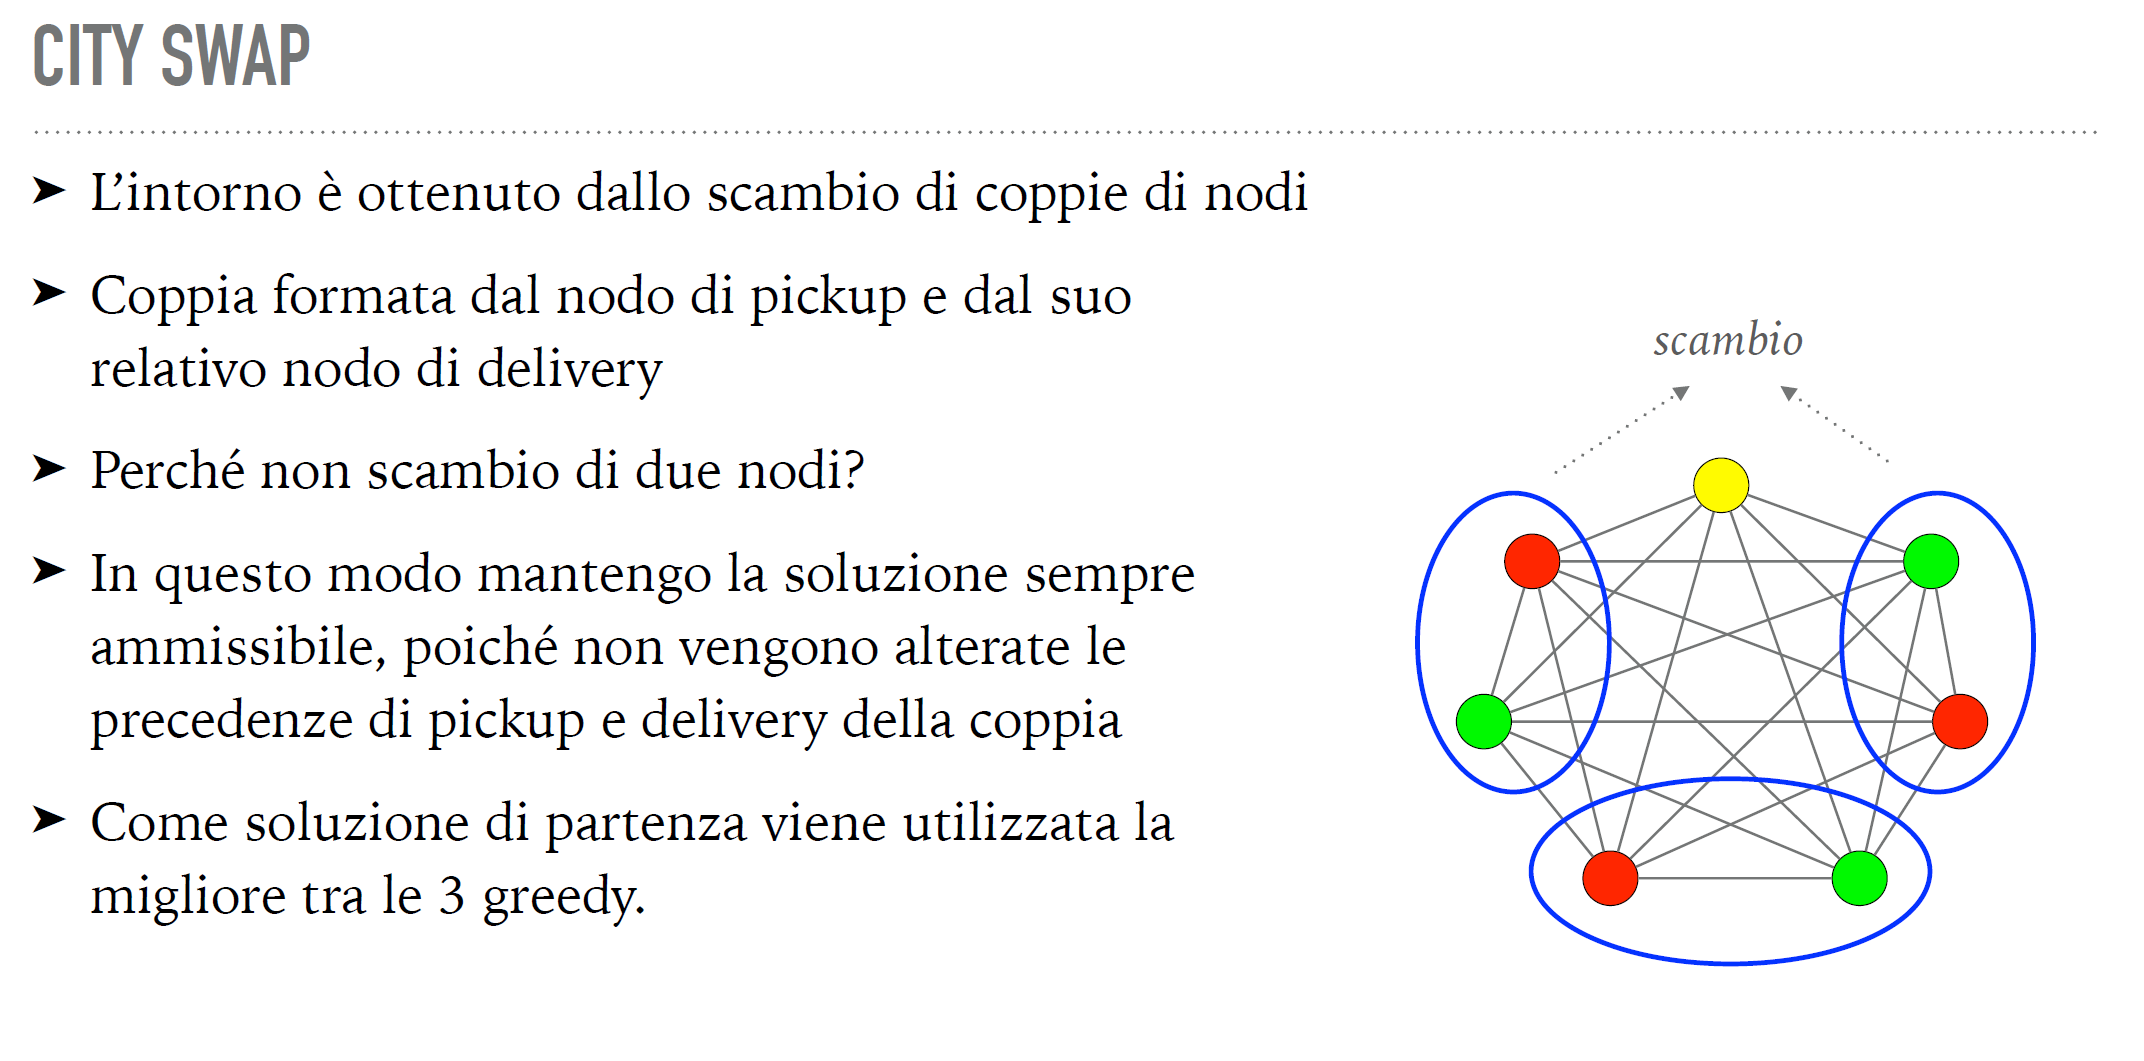 CITY SWAP
➤ L’intorno è ottenuto dallo scambio di coppie di nodi
➤ Coppia formata dal nodo di pickup e dal suo
relativo nodo di delivery
➤ Perché non scambio di due nodi?
➤ In questo modo mantengo la soluzione sempre
ammissibile, poiché non vengono alterate le
precedenze di pickup e delivery della coppia
➤ Come soluzione di partenza viene utilizzata la
migliore tra le 3 greedy.
scambio